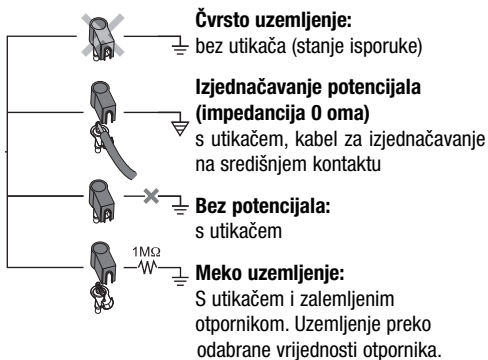 Čvrsto uzemljenje:
bez utikača (stanje isporuke)
Izjednačavanje potencijala
(impedancija 0 oma)
s utikačem, kabel za izjednačavanje
na središnjem kontaktu
Bez potencijala:
s utikačem
1MΩ
Meko uzemljenje:
S utikačem i zalemljenim
otpornikom. Uzemljenje preko
odabrane vrijednosti otpornika.